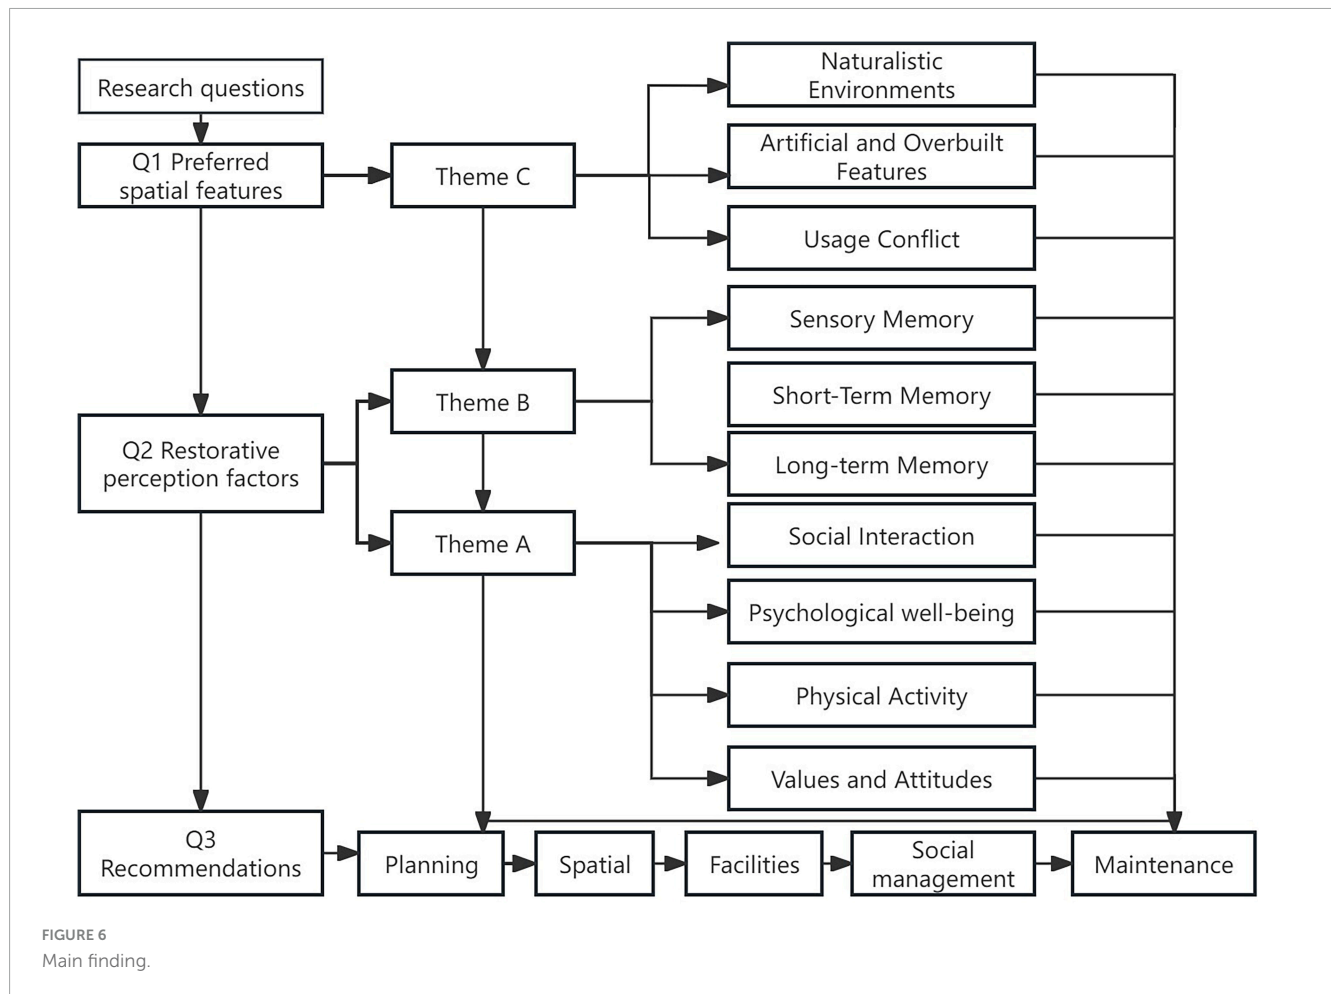 Research questions
Q1 Preferred
spatial features
Theme C
Naturalistic
Environments
Artificial and Overbuilt
Features
Usage Conflict
Q2 Restorative
perception factors
Theme B
Sensory Memory
Short-Term Memory
Long-term Memory
Theme A
Social Interaction
Psychological well-being
Physical Activity
Values and Attitudes
Q3
Recommendations
Planning
Spatial
Facilities
Social
management
Maintenance
FIGURE 6
Main finding.